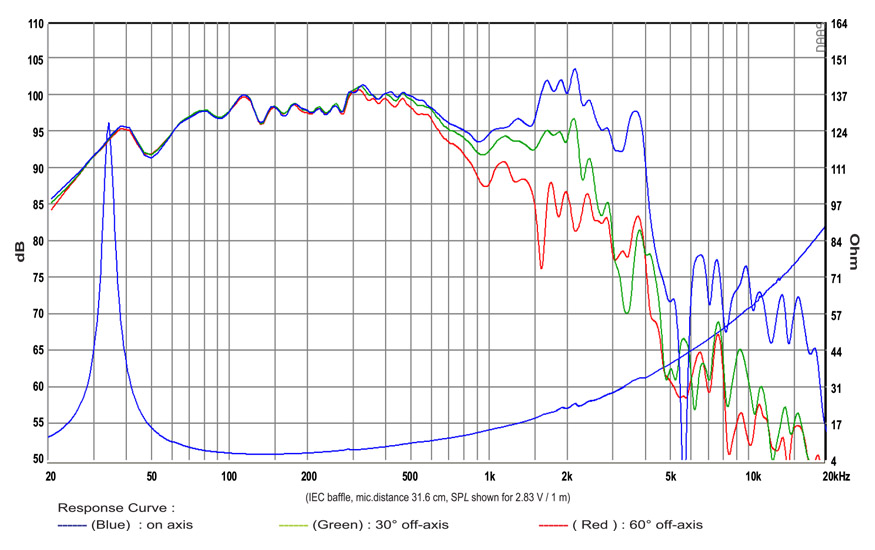 110 164
105 151
DAAS
100 137
95 124
90 111
85 97
dB 80 84 Ohm
75 71
70 57
65 44
60 31
55 17
50 4
20 50 100 200 500 1k 2k 5k 10k 20kHz
(IEC baffle, mic.distance 31.6 cm, SPL shown for 2.83 V / 1 m)
Response Curve :
(Blue) : on axis (Green) : 30° off-axis ( Red ) : 60° off-axis